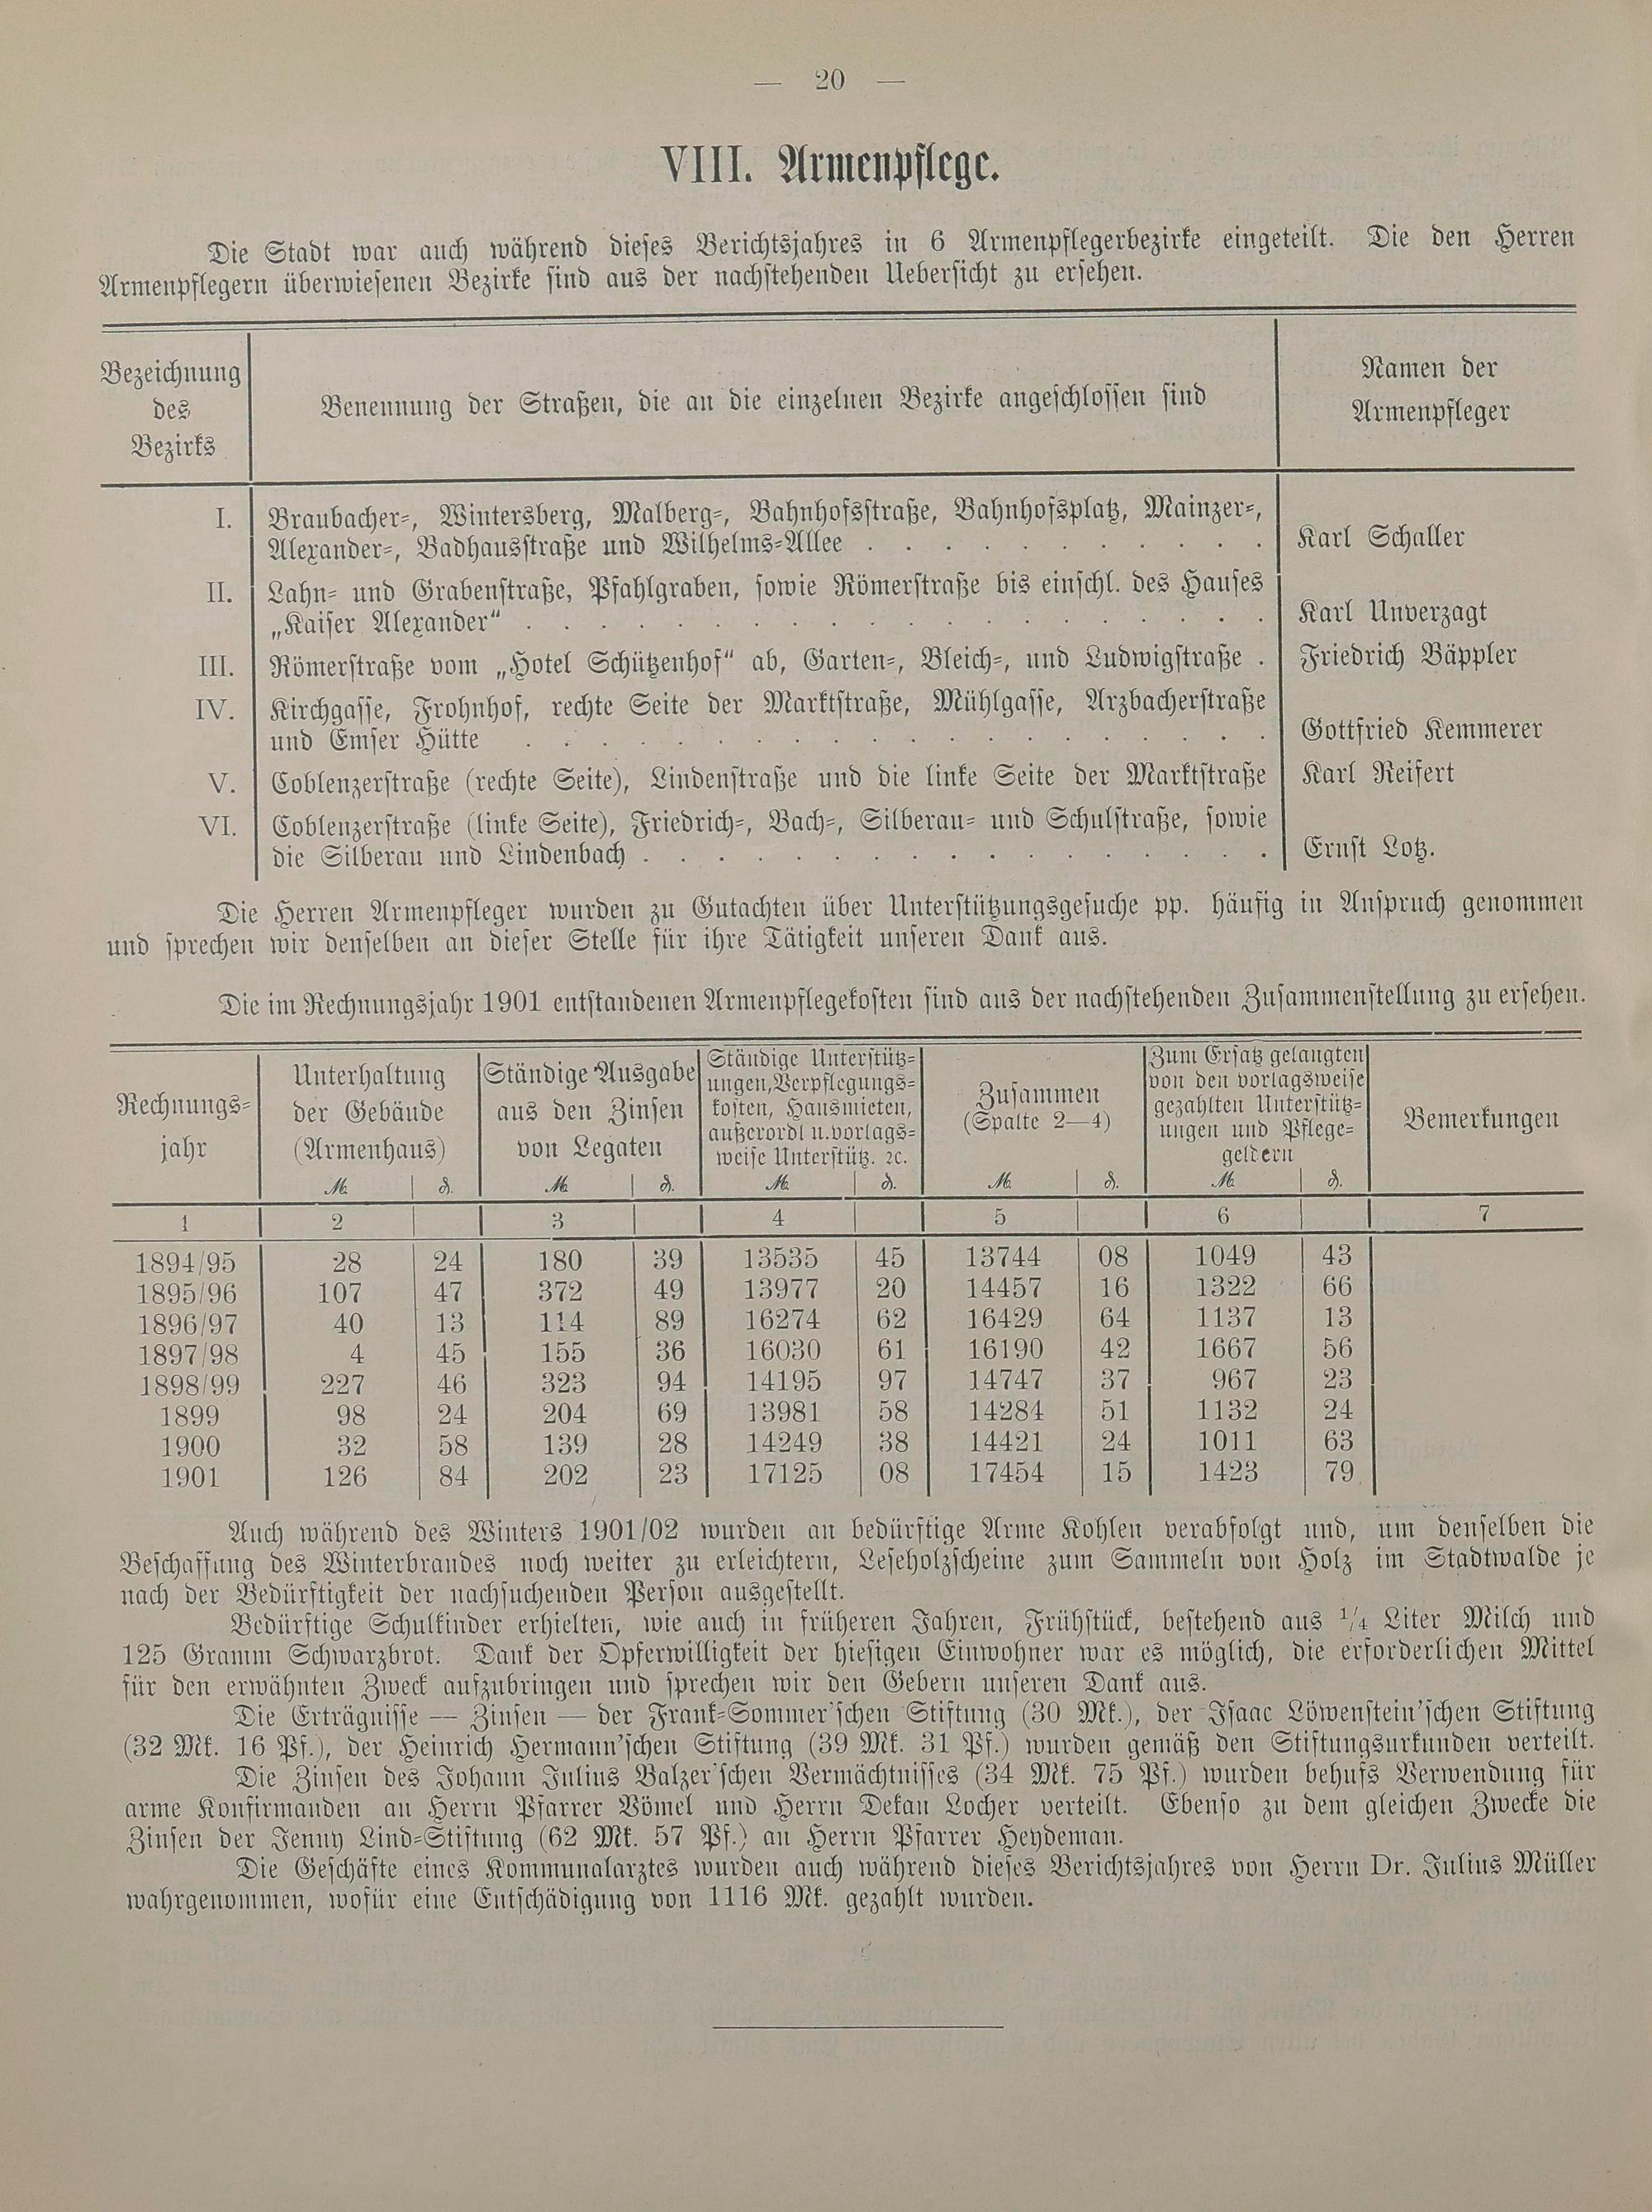 — 20 —
VIII. Armenpflege.
Die Stadt war auch während dieses Berichtsjahres in 6 Armenpflegerbezirke eingeteilt. Die den Herren
Armenpflegern überwiesenen Bezirke sind aus der nachstehenden Uebersicht zu ersehen.
Bezeichnung des Bezirks | Benennung der Straßen, die an die einzelnen Bezirke angeschlossen sind | Namen der Armenpfleger
I. Braubacher-, Wintersberg, Malberg-, Bahnhofsstraße, Bahnhofsplatz, Mainzer-,
Alexander-, Badhausstraße und Wilhelms-Allee . . . . . . . . . . . Karl Schaller
II. Lahn- und Grabenstraße, Pfahlgraben, sowie Römerstraße bis einschl. des Hauses
„Kaiser Alexander“ . . . . . . . . . . . . . . . . . Karl Unverzagt
III. Römerstraße vom „Hotel Schützenhof“ ab, Garten-, Bleich-, und Ludwigstraße . Friedrich Bäppler
IV. Kirchgasse, Frohnhof, rechte Seite der Marktstraße, Mühlgasse, Arzbacherstraße
und Emser Hütte . . . . . . . . . . . . . . . . . Gottfried Kemmerer
V. Coblenzerstraße (rechte Seite), Lindenstraße und die linke Seite der Marktstraße Karl Reifert
VI. Coblenzerstraße (linke Seite), Friedrich-, Bach-, Silberau- und Schulstraße, sowie
die Silberau und Lindenbach . . . . . . . . . . . . . . Ernst Lotz.
Die Herren Armenpfleger wurden zu Gutachten über Unterstützungsgesuche pp. häufig in Anspruch genommen
und sprechen wir denselben an dieser Stelle für ihre Tätigkeit unseren Dank aus.
Die im Rechnungsjahr 1901 entstandenen Armenpflegekosten sind aus der nachstehenden Zusammenstellung zu ersehen.
Rechnungs-
jahr
Unterhaltung
der Gebäude
(Armenhaus)
M. | ₰.
Ständige Ausgabe
aus den Zinsen
von Legaten
M. | ₰.
Ständige Unterstütz-
ungen, Verpflegungs-
kosten, Hausmieten,
außerordl u. vorlags-
weise Unterstütz. ꝛc.
M. | ₰.
Zusammen
(Spalte 2—4)
M. | ₰.
Zum Ersatz gelangten
von den vorlagsweise
gezahlten Unterstütz-
ungen und Pflege-
geldern
M. | ₰.
Bemerkungen
1 | 2 | 3 | 4 | 5 | 6 | 7
1894/95 | 28 | 24 | 180 | 39 | 13535 | 45 | 13744 | 08 | 1049 | 43
1895/96 | 107 | 47 | 372 | 49 | 13977 | 20 | 14457 | 16 | 1322 | 66
1896/97 | 40 | 13 | 114 | 89 | 16274 | 62 | 16429 | 64 | 1137 | 13
1897/98 | 4 | 45 | 155 | 36 | 16030 | 61 | 16190 | 42 | 1667 | 56
1898/99 | 227 | 46 | 323 | 94 | 14195 | 97 | 14747 | 37 | 967 | 23
1899 | 98 | 24 | 204 | 69 | 13981 | 58 | 14284 | 51 | 1132 | 24
1900 | 32 | 58 | 139 | 28 | 14249 | 38 | 14421 | 24 | 1011 | 63
1901 | 126 | 84 | 202 | 23 | 17125 | 08 | 17454 | 15 | 1423 | 79
Auch während des Winters 1901/02 wurden an bedürftige Arme Kohlen verabfolgt und, um denselben die
Beschaffung des Winterbrandes noch weiter zu erleichtern, Leseholzscheine zum Sammeln von Holz im Stadtwalde je
nach der Bedürftigkeit der nachsuchenden Person ausgestellt.
Bedürftige Schulkinder erhielten, wie auch in früheren Jahren, Frühstück, bestehend aus 1/4 Liter Milch und
125 Gramm Schwarzbrot. Dank der Opferwilligkeit der hiesigen Einwohner war es möglich, die erforderlichen Mittel
für den erwähnten Zweck aufzubringen und sprechen wir den Gebern unseren Dank aus.
Die Erträgnisse — Zinsen — der Frank-Sommer'schen Stiftung (30 Mk.), der Isaac Löwenstein'schen Stiftung
(32 Mk. 16 Pf.), der Heinrich Hermann'schen Stiftung (39 Mk. 31 Pf.) wurden gemäß den Stiftungsurkunden verteilt.
Die Zinsen des Johann Julius Balzer'schen Vermächtnisses (34 Mk. 75 Pf.) wurden behufs Verwendung für
arme Konfirmanden an Herrn Pfarrer Vömel und Herrn Dekan Locher verteilt. Ebenso zu dem gleichen Zwecke die
Zinsen der Jenny Lind-Stiftung (62 Mk. 57 Pf.) an Herrn Pfarrer Heydeman.
Die Geschäfte eines Kommunalarztes wurden auch während dieses Berichtsjahres von Herrn Dr. Julius Müller
wahrgenommen, wofür eine Entschädigung von 1116 Mk. gezahlt wurden.